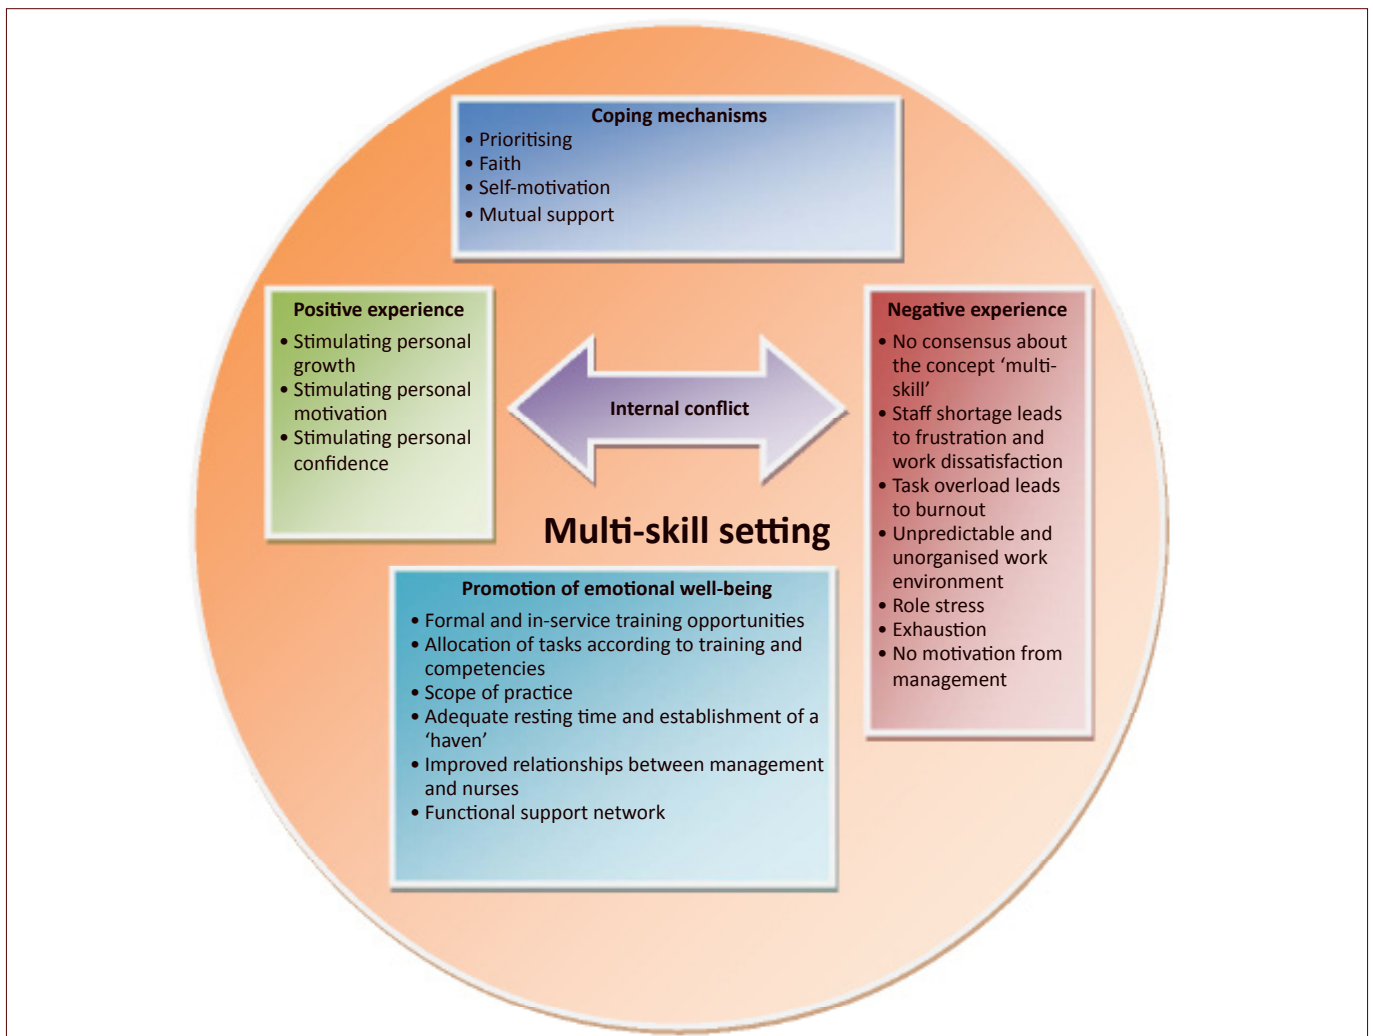 Coping mechanisms
• Prioritising
• Faith
• Self-motivation
• Mutual support
Positive experience
• Stimulating personal
growth
• Stimulating personal
motivation
• Stimulating personal
confidence
Internal conflict
Negative experience
• No consensus about
the concept ‘multi-
skill’
• Staff shortage leads
to frustration and
work dissatisfaction
• Task overload leads
to burnout
• Unpredictable and
unorganised work
environment
• Role stress
• Exhaustion
• No motivation from
management
Multi-skill setting
Promotion of emotional well-being
• Formal and in-service training opportunities
• Allocation of tasks according to training and
competencies
• Scope of practice
• Adequate resting time and establishment of a
‘haven’
• Improved relationships between management
and nurses
• Functional support network